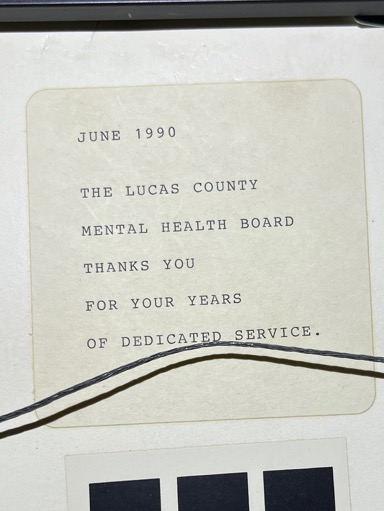 JUNE 1990
THE LUCAS COUNTY
MENTAL HEALTH BOARD
THANKS YOU
FOR YOUR YEARS
OF DEDICATED SERVICE.